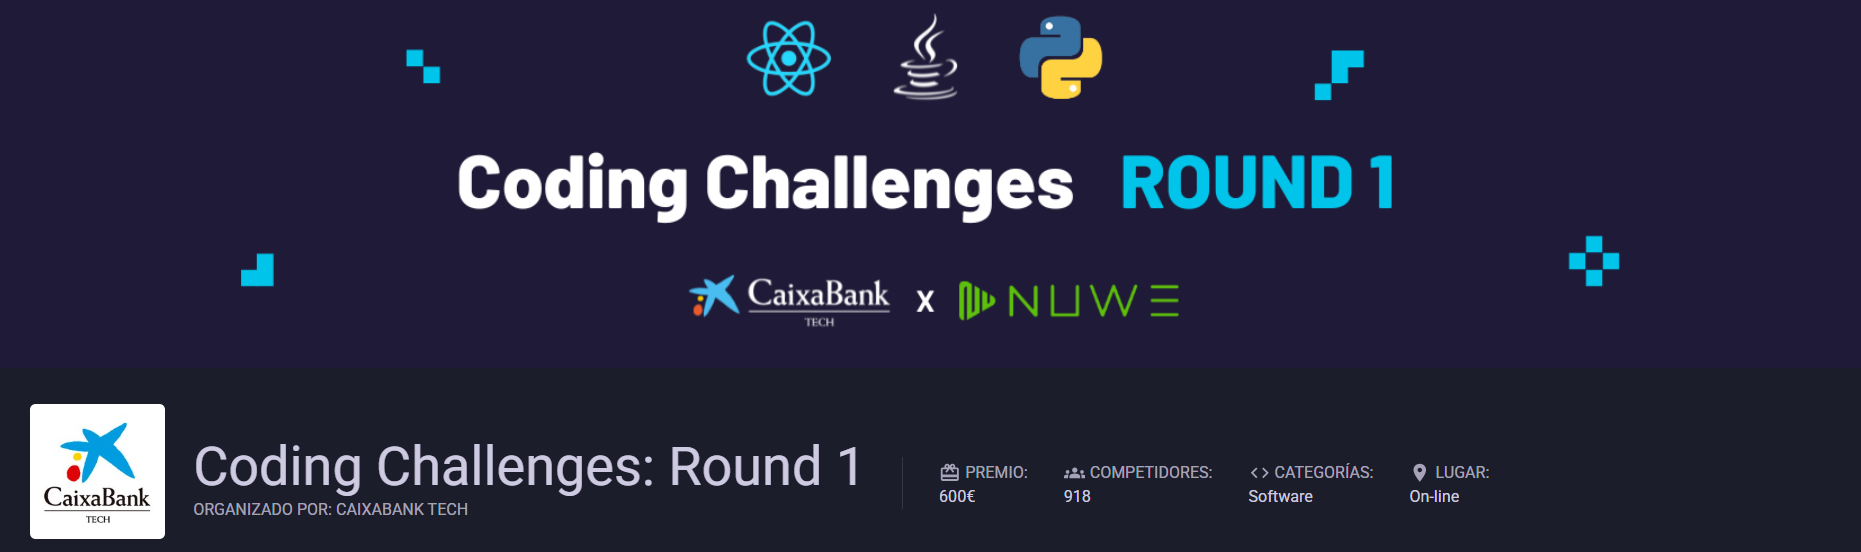 Coding Challenges ROUND 1
CaixaBank TECH X NUWE
CaixaBank
TECH
Coding Challenges: Round 1
ORGANIZADO POR: CAIXABANK TECH
PREMIO:
600€
COMPETIDORES:
918
CATEGORÍAS:
Software
LUGAR:
On-line